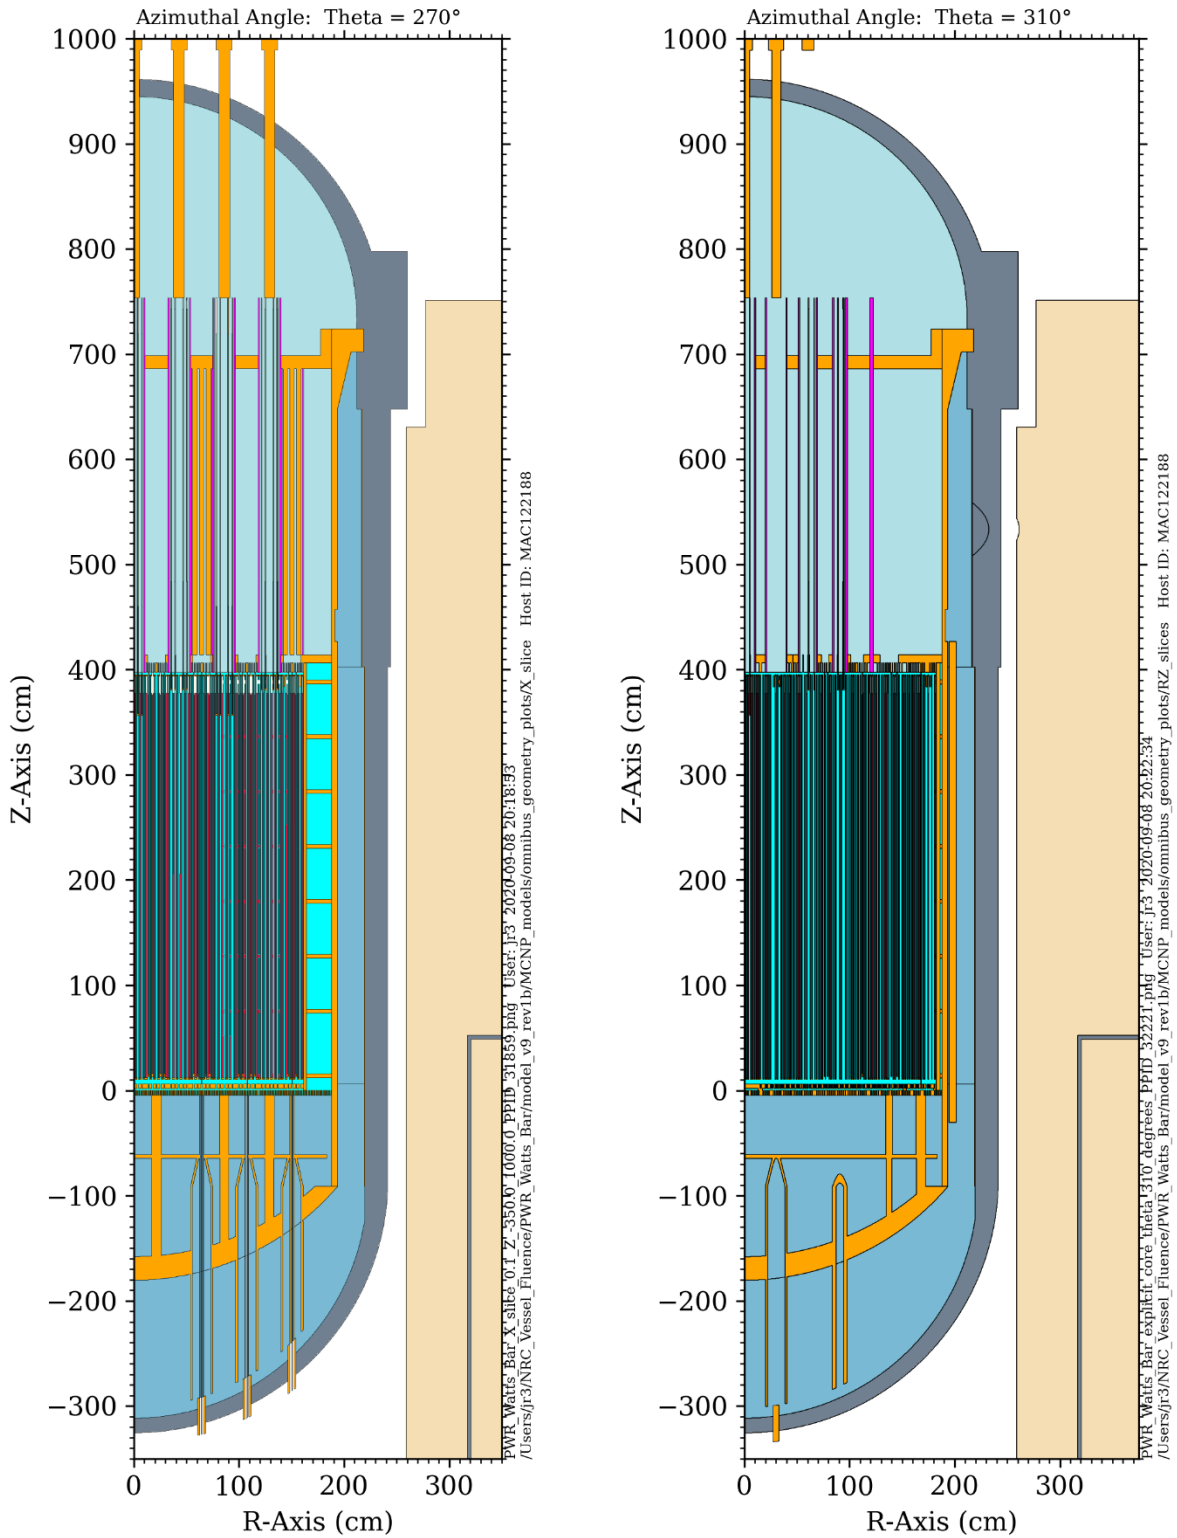 Azimuthal Angle:  Theta = 270°
1000
900
800
700
600
500
400
300
200
100
0
−100
−200
−300
Z-Axis (cm)
0 100 200 300
R-Axis (cm)
PWR_Watts_Bar_X_slice_0.1_Z_-350.0_1000.0_PPID_31859.png    User: jr3   2020-09-08 20:18:53
/Users/jr3/NRC_Vessel_Fluence/PWR_Watts_Bar/model_v9_rev1b/MCNP_models/omnibus_geometry_plots/X_slice    Host ID: MAC122188
Azimuthal Angle:  Theta = 310°
1000
900
800
700
600
500
400
300
200
100
0
−100
−200
−300
Z-Axis (cm)
0 100 200 300
R-Axis (cm)
PWR_Watts_Bar_explicit_core_theta_310_degrees_PPID_32221.png    User: jr3   2020-09-08 20:22:34
/Users/jr3/NRC_Vessel_Fluence/PWR_Watts_Bar/model_v9_rev1b/MCNP_models/omnibus_geometry_plots/RZ_slices    Host ID: MAC122188